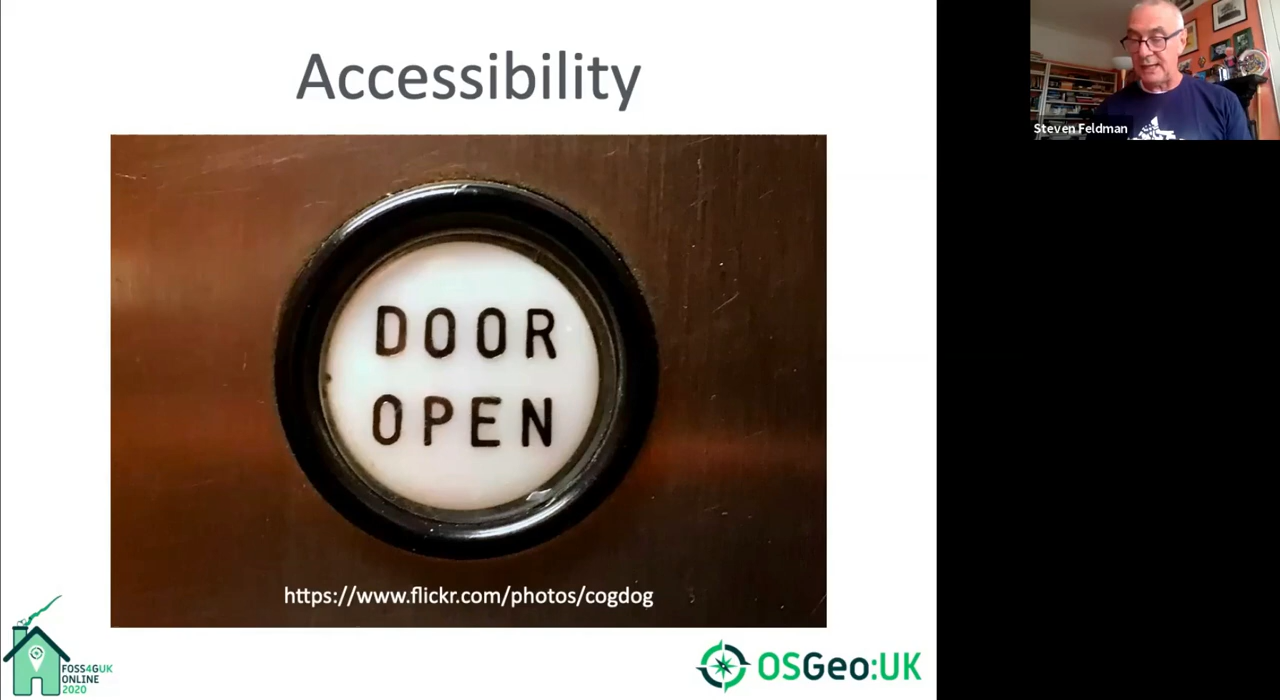 Accessibility
Steven Feldman
DOOR
OPEN
https://www.flickr.com/photos/cogdog
FOSS4GUK
ONLINE
2020
OSGeo:UK